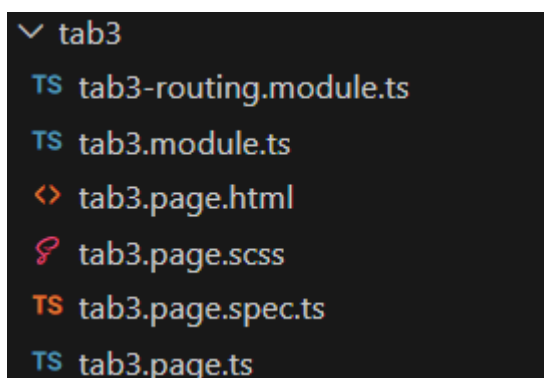 tab3
TS tab3-routing.module.ts
TS tab3.module.ts
<> tab3.page.html
tab3.page.scss
TS tab3.page.spec.ts
TS tab3.page.ts